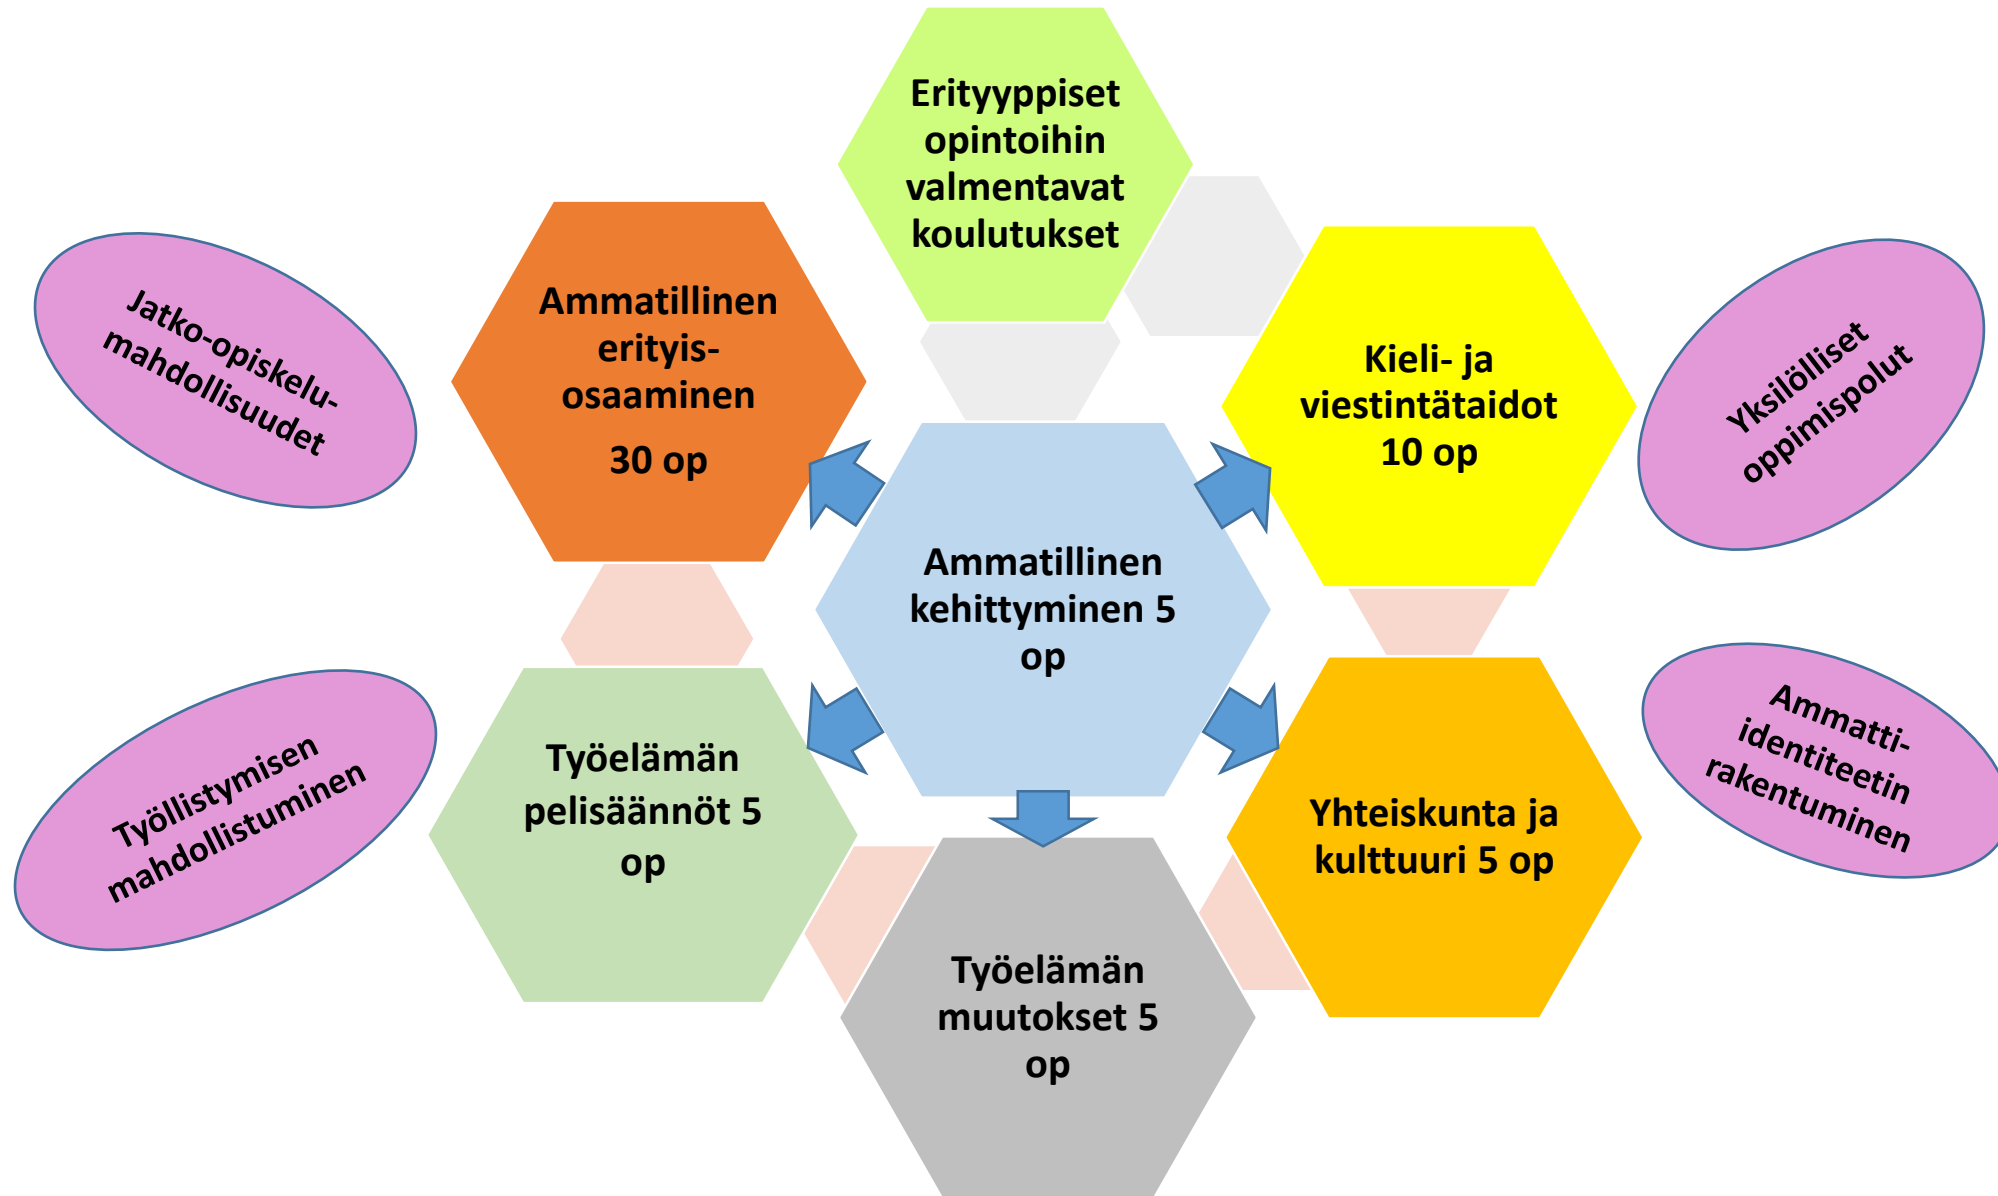 Erityyppiset
opintoihin
valmentavat
koulutukset
Ammatillinen
erityis-
osaaminen
30 op
Kieli- ja
viestintätaidot
10 op
Jatko-opiskelu-
mahdollisuudet
Yksilölliset
oppimispolut
Ammatillinen
kehittyminen 5
op
Työllistymisen
mahdollistuminen
Työelämän
pelisäännöt 5
op
Yhteiskunta ja
kulttuuri 5 op
Ammatti-
identiteetin
rakentuminen
Työelämän
muutokset 5
op